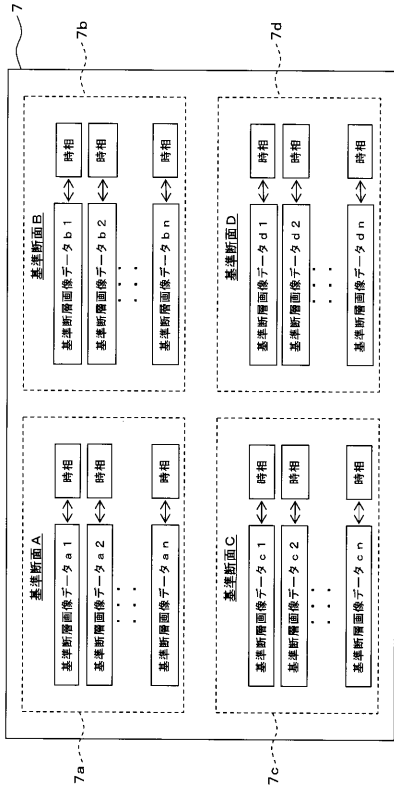 7
7a
基準断面A
基準断層画像データa1 時相
基準断層画像データa2 時相
基準断層画像データan 時相
7b
基準断面B
基準断層画像データb1 時相
基準断層画像データb2 時相
基準断層画像データbn 時相
7c
基準断面C
基準断層画像データc1 時相
基準断層画像データc2 時相
基準断層画像データcn 時相
7d
基準断面D
基準断層画像データd1 時相
基準断層画像データd2 時相
基準断層画像データdn 時相